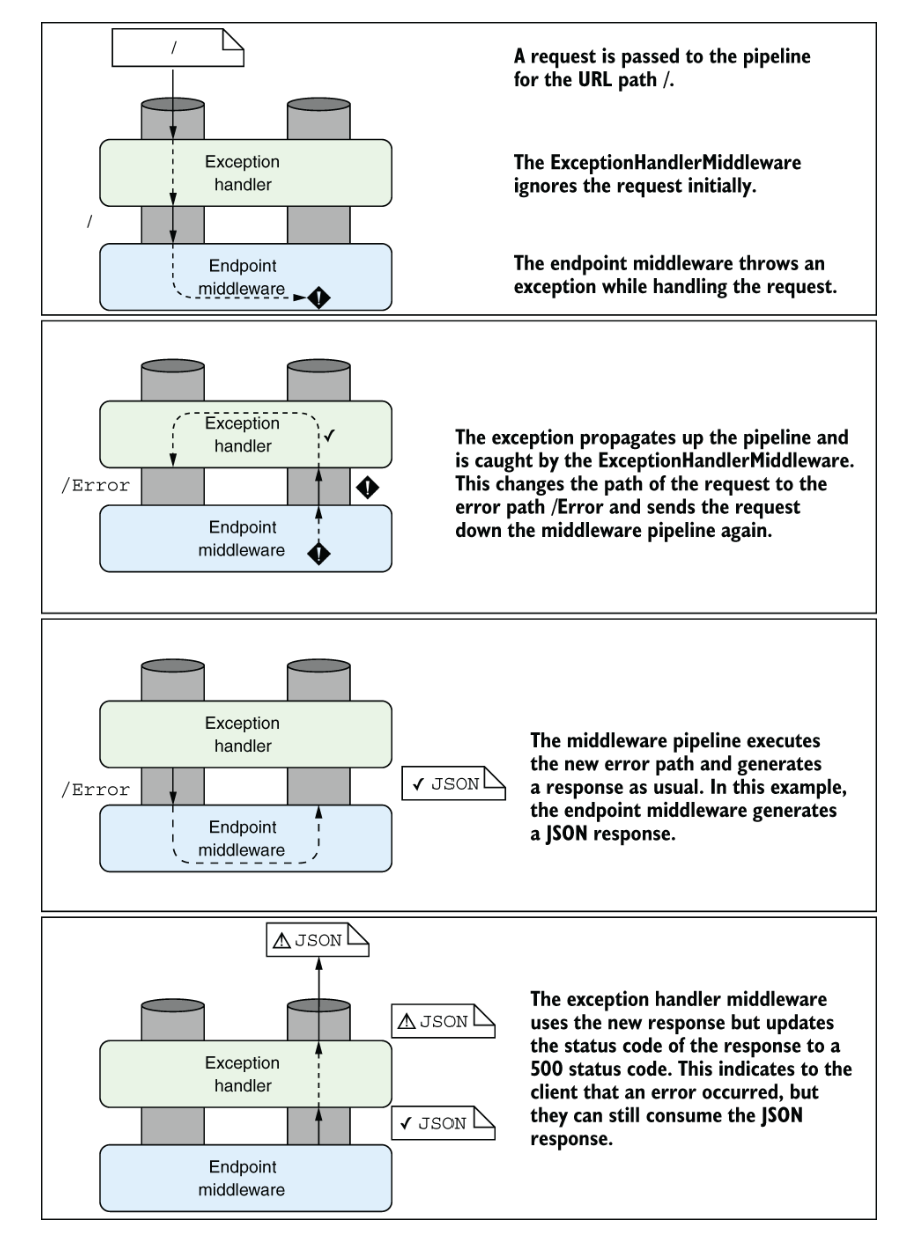 /
A request is passed to the pipeline
for the URL path /.
Exception
handler
The ExceptionHandlerMiddleware
ignores the request initially.
/
Endpoint
middleware
The endpoint middleware throws an
exception while handling the request.
Exception
handler
/Error
Endpoint
middleware
The exception propagates up the pipeline and
is caught by the ExceptionHandlerMiddleware.
This changes the path of the request to the
error path /Error and sends the request
down the middleware pipeline again.
Exception
handler
/Error
✓ JSON
Endpoint
middleware
The middleware pipeline executes
the new error path and generates
a response as usual. In this example,
the endpoint middleware generates
a JSON response.
⚠ JSON
⚠ JSON
Exception
handler
✓ JSON
Endpoint
middleware
The exception handler middleware
uses the new response but updates
the status code of the response to a
500 status code. This indicates to the
client that an error occurred, but
they can still consume the JSON
response.